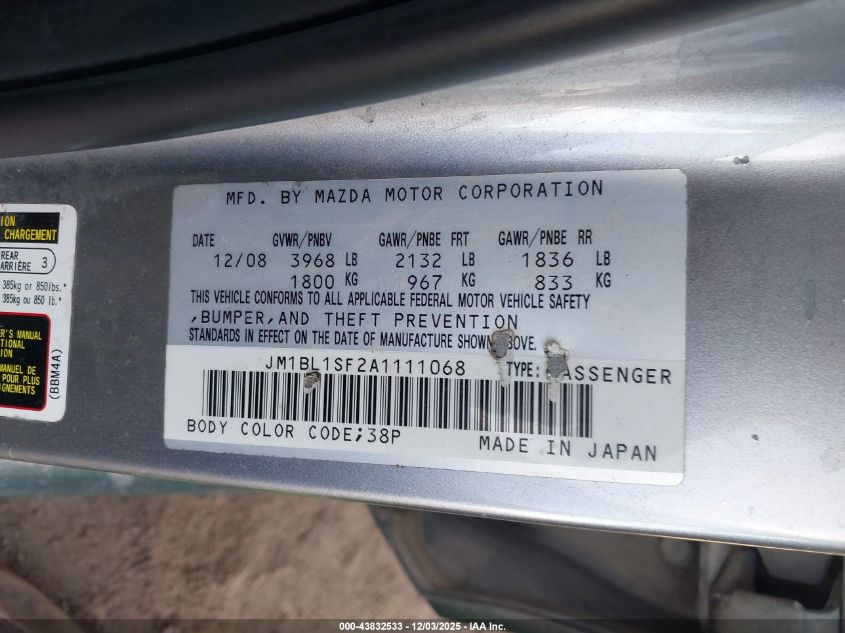 MFD. BY MAZDA MOTOR CORPORATION
DATE GVWR/PNBV GAWR/PNBE FRT GAWR/PNBE RR
12/08 3968 LB 2132 LB 1836 LB
1800 KG 967 KG 833 KG
THIS VEHICLE CONFORMS TO ALL APPLICABLE FEDERAL MOTOR VEHICLE SAFETY
,BUMPER,AND THEFT PREVENTION
STANDARDS IN EFFECT ON THE DATE OF MANUFACTURE SHOWN ABOVE.
JM1BL1SF2A1111068 TYPE: PASSENGER
BODY COLOR CODE;38P MADE IN JAPAN
CHARGEMENT
REAR
ARRIÈRE 3
385kg or 850lbs.*
385kg ou 850 lb.*
MANUAL
MANUEL DE
POUR PLUS
(BBM4A)
000-43832533 - 12/03/2025 - IAA Inc.